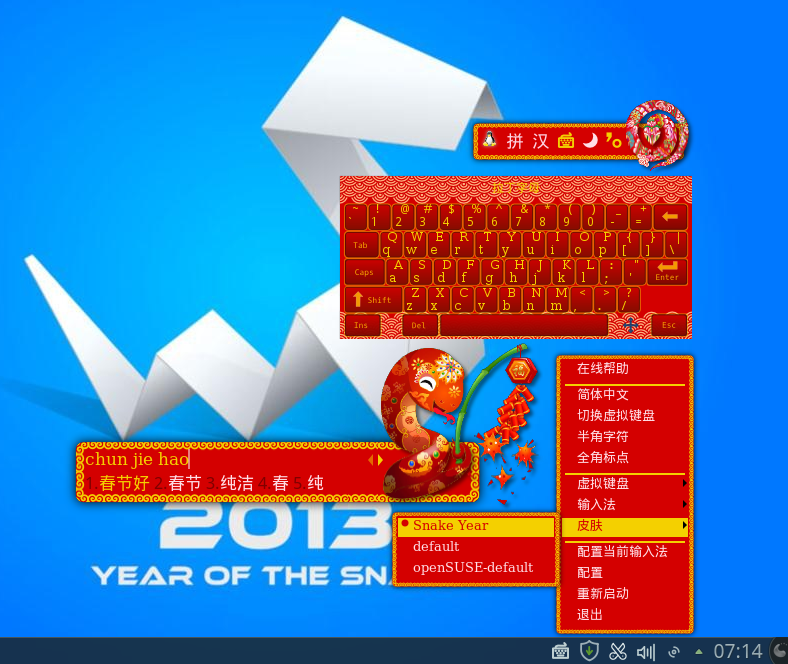 拼 汉
拉丁字母
~ ! @ # $ % ^ & * ( ) _ +
` 1 2 3 4 5 6 7 8 9 0 - =
Tab Q W E R T Y U I O P { } |
q w e r t y u i o p [ ] \
Caps A S D F G H J K L : "
a s d f g h j k l ; ' Enter
Shift Z X C V B N M < > ?
z x c v b n m , . /
Ins Del Esc
chun jie hao
1.春节好 2.春节 3.纯洁 4.春 5.纯
2013
YEAR OF THE SNA
在线帮助
简体中文
切换虚拟键盘
半角字符
全角标点
虚拟键盘
输入法
皮肤
配置当前输入法
配置
重新启动
退出
Snake Year
default
openSUSE-default
07:14